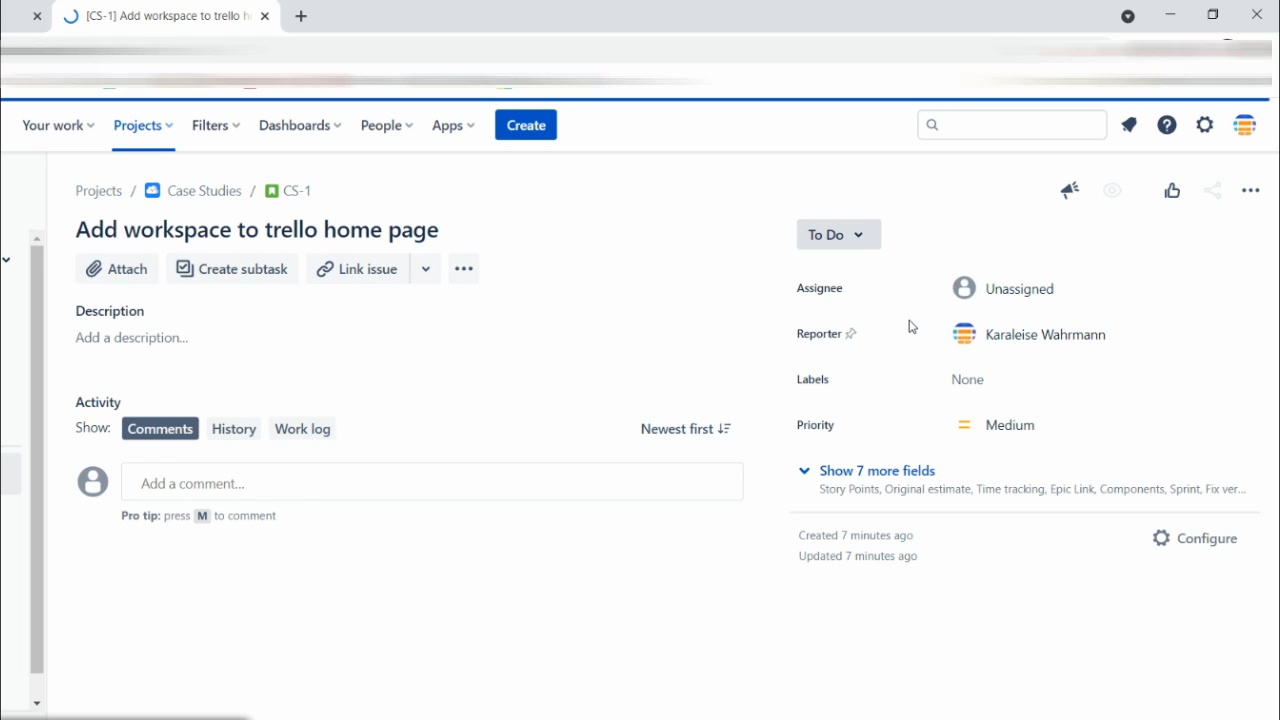 [CS-1] Add workspace to trello h
Your work Projects Filters Dashboards People Apps Create
Projects / Case Studies / CS-1
Add workspace to trello home page
To Do
Attach Create subtask Link issue
Assignee Unassigned
Description
Add a description...
Reporter Karaleise Wahrmann
Labels None
Activity
Show: Comments History Work log Newest first
Priority Medium
Show 7 more fields
Story Points, Original estimate, Time tracking, Epic Link, Components, Sprint, Fix ver...
Add a comment...
Pro tip: press M to comment
Created 7 minutes ago
Configure
Updated 7 minutes ago